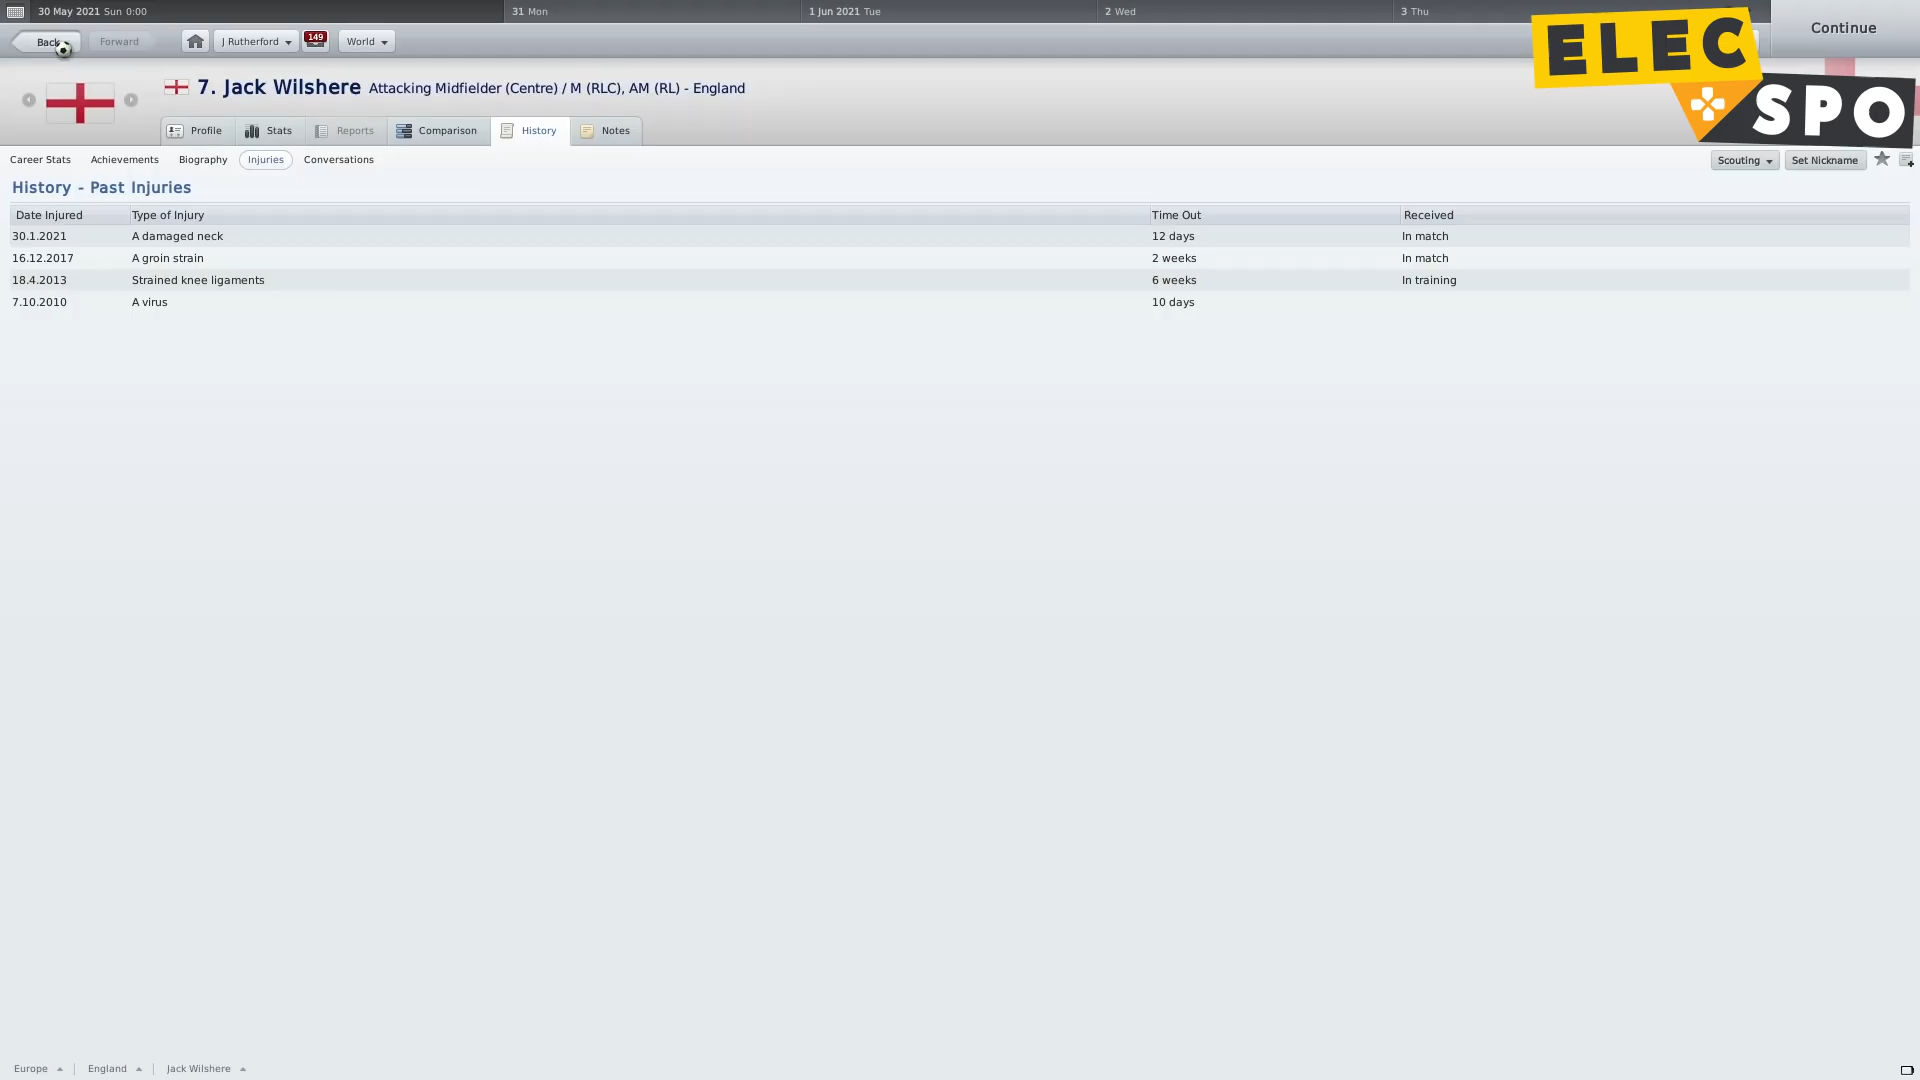 30 May 2021 Sun 0:00 31 Mon 1 Jun 2021 Tue 2 Wed 3 Thu
Back Forward J Rutherford 149 World Continue
ELEC
SPO
7. Jack Wilshere Attacking Midfielder (Centre) / M (RLC), AM (RL) - England
Profile Stats Reports Comparison History Notes
Career Stats Achievements Biography Injuries Conversations Scouting Set Nickname
History - Past Injuries
Date Injured Type of Injury Time Out Received
30.1.2021 A damaged neck 12 days In match
16.12.2017 A groin strain 2 weeks In match
18.4.2013 Strained knee ligaments 6 weeks In training
7.10.2010 A virus 10 days
Europe England Jack Wilshere